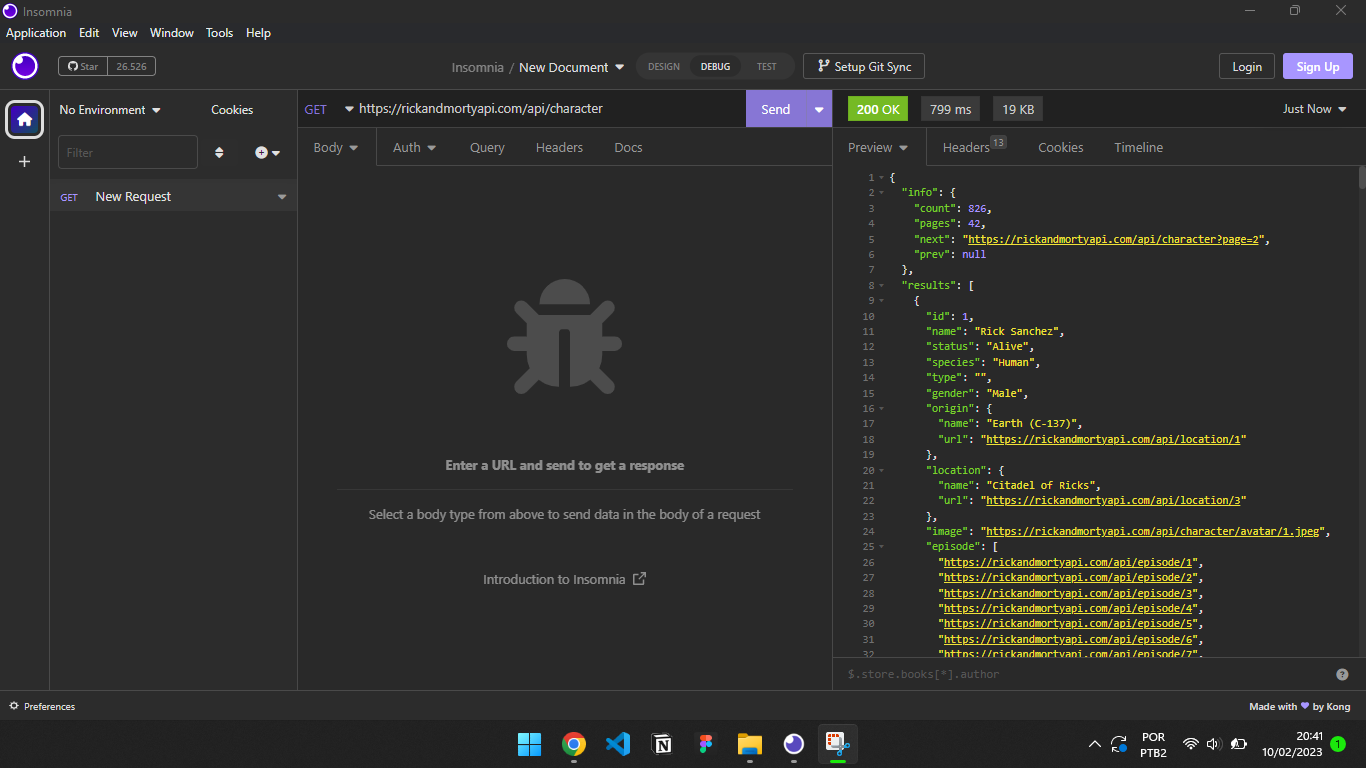 Insomnia
Application Edit View Window Tools Help
Star 26.526
Insomnia / New Document
DESIGN DEBUG TEST
Setup Git Sync
Login
Sign Up
No Environment
Cookies
Filter
GET New Request
GET https://rickandmortyapi.com/api/character
Send
Body Auth Query Headers Docs
Enter a URL and send to get a response
Select a body type from above to send data in the body of a request
Introduction to Insomnia
200 OK 799 ms 19 KB Just Now
Preview Headers 13 Cookies Timeline
1 {
2 "info": {
3 "count": 826,
4 "pages": 42,
5 "next": "https://rickandmortyapi.com/api/character?page=2",
6 "prev": null
7 },
8 "results": [
9 {
10 "id": 1,
11 "name": "Rick Sanchez",
12 "status": "Alive",
13 "species": "Human",
14 "type": "",
15 "gender": "Male",
16 "origin": {
17 "name": "Earth (C-137)",
18 "url": "https://rickandmortyapi.com/api/location/1"
19 },
20 "location": {
21 "name": "Citadel of Ricks",
22 "url": "https://rickandmortyapi.com/api/location/3"
23 },
24 "image": "https://rickandmortyapi.com/api/character/avatar/1.jpeg",
25 "episode": [
26 "https://rickandmortyapi.com/api/episode/1",
27 "https://rickandmortyapi.com/api/episode/2",
28 "https://rickandmortyapi.com/api/episode/3",
29 "https://rickandmortyapi.com/api/episode/4",
30 "https://rickandmortyapi.com/api/episode/5",
31 "https://rickandmortyapi.com/api/episode/6",
32 "https://rickandmortyapi.com/api/episode/7",
$.store.books[*].author
Preferences
Made with ♥ by Kong
POR
PTB2
20:41
10/02/2023
1